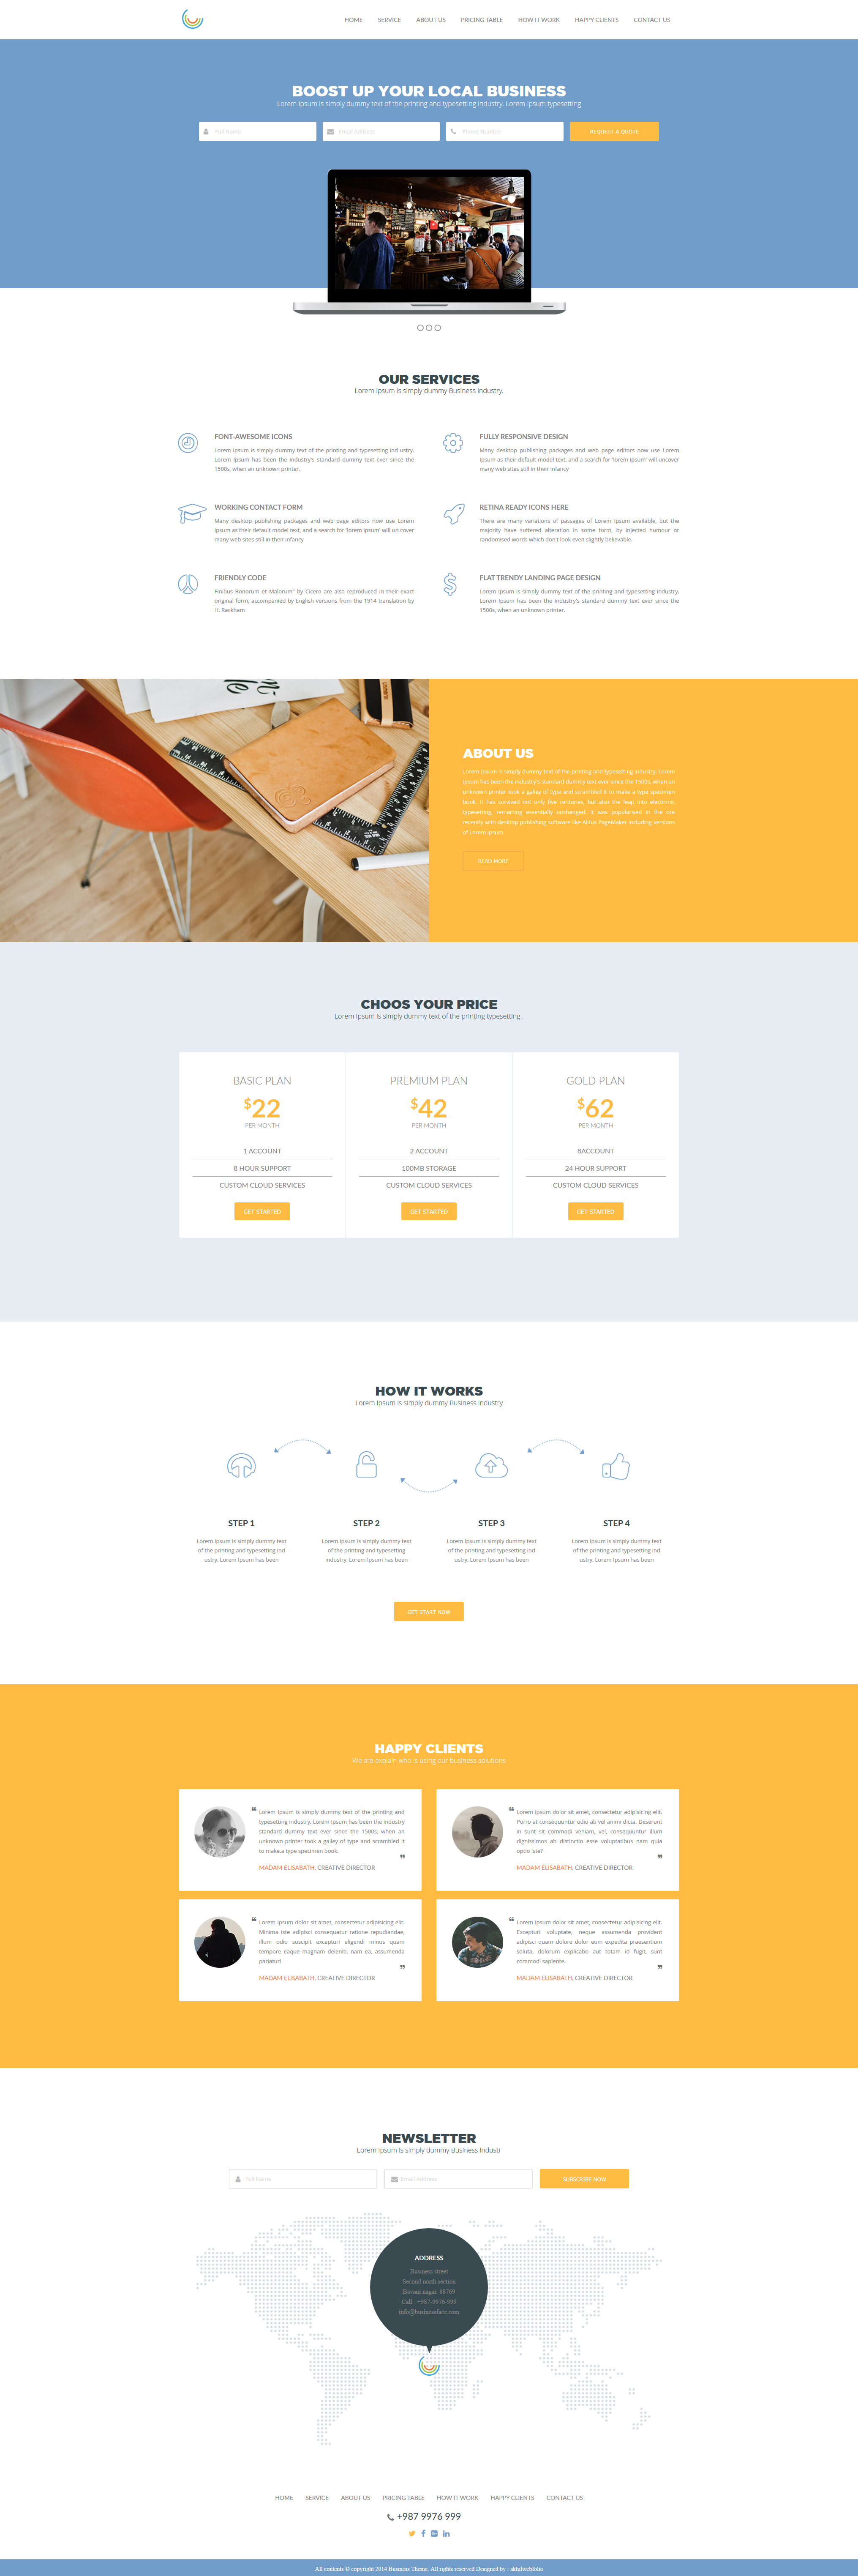 HOME SERVICE ABOUT US PRICING TABLE HOW IT WORK HAPPY CLIENTS CONTACT US
BOOST UP YOUR LOCAL BUSINESS
Lorem Ipsum is simply dummy text of the printing and typesetting industry. Lorem Ipsum typesetting
Full Name Email Address Phone Number REQUEST A QUOTE
OUR SERVICES
Lorem Ipsum is simply dummy Business Industry.
FONT-AWESOME ICONS
Lorem Ipsum is simply dummy text of the printing and typesetting ind ustry.
Lorem Ipsum has been the industry's standard dummy text ever since the
1500s, when an unknown printer.
FULLY RESPONSIVE DESIGN
Many desktop publishing packages and web page editors now use Lorem
Ipsum as their default model text, and a search for 'lorem ipsum' will uncover
many web sites still in their infancy
WORKING CONTACT FORM
Many desktop publishing packages and web page editors now use Lorem
Ipsum as their default model text, and a search for 'lorem ipsum' will un cover
many web sites still in their infancy
RETINA READY ICONS HERE
There are many variations of passages of Lorem Ipsum available, but the
majority have suffered alteration in some form, by injected humour or
randomised words which don't look even slightly believable.
FRIENDLY CODE
Finibus Bonorum et Malorum" by Cicero are also reproduced in their exact
original form, accompanied by English versions from the 1914 translation by
H. Rackham
FLAT TRENDY LANDING PAGE DESIGN
Lorem Ipsum is simply dummy text of the printing and typesetting industry.
Lorem Ipsum has been the industry's standard dummy text ever since the
1500s, when an unknown printer.
ABOUT US
Lorem Ipsum is simply dummy text of the printing and typesetting industry. Lorem
Ipsum has been the industry's standard dummy text ever since the 1500s, when an
unknown printer took a galley of type and scrambled it to make a type specimen
book. It has survived not only five centuries, but also the leap into electronic
typesetting, remaining essentially unchanged. It was popularised in the
recently with desktop publishing software like Aldus PageMaker including versions
of Lorem Ipsum
READ MORE
CHOOS YOUR PRICE
Lorem Ipsum is simply dummy text of the printing typesetting .
BASIC PLAN
$22
PER MONTH
1 ACCOUNT
8 HOUR SUPPORT
CUSTOM CLOUD SERVICES
GET STARTED
PREMIUM PLAN
$42
PER MONTH
2 ACCOUNT
100MB STORAGE
CUSTOM CLOUD SERVICES
GET STARTED
GOLD PLAN
$62
PER MONTH
8ACCOUNT
24 HOUR SUPPORT
CUSTOM CLOUD SERVICES
GET STARTED
HOW IT WORKS
Lorem Ipsum is simply dummy Business Industry
STEP 1
Lorem Ipsum is simply dummy text
of the printing and typesetting ind
ustry. Lorem Ipsum has been
STEP 2
Lorem Ipsum is simply dummy text
of the printing and typesetting
industry. Lorem Ipsum has been
STEP 3
Lorem Ipsum is simply dummy text
of the printing and typesetting ind
ustry. Lorem Ipsum has been
STEP 4
Lorem Ipsum is simply dummy text
of the printing and typesetting ind
ustry. Lorem Ipsum has been
GET START NOW
HAPPY CLIENTS
We are explain who is using our business solutions
❝ Lorem Ipsum is simply dummy text of the printing and
typesetting industry. Lorem Ipsum has been the industry
standard dummy text ever since the 1500s, when an
unknown printer took a galley of type and scrambled it
to make.a type specimen book. ❞
MADAM ELISABATH, CREATIVE DIRECTOR
❝ Lorem ipsum dolor sit amet, consectetur adipisicing elit.
Porro at consequuntur odio ab vel animi dicta. Deserunt
in sunt sit commodi veniam, vel, consequuntur illum
dignissimos ab distinctio esse voluptatibus nam quia
optio iste? ❞
MADAM ELISABATH, CREATIVE DIRECTOR
❝ Lorem ipsum dolor sit amet, consectetur adipisicing elit.
Minima iste adipisci consequatur ratione repudiandae,
illum odio suscipit excepturi eligendi minus quam
tempore eaque magnam deleniti, nam ea, assumenda
pariatur! ❞
MADAM ELISABATH, CREATIVE DIRECTOR
❝ Lorem ipsum dolor sit amet, consectetur adipisicing elit.
Excepturi voluptate, neque assumenda provident
adipisci quam dolore dolor eum expedita praesentium
soluta, dolorum explicabo aut totam id fugit, sunt
commodi sapiente. ❞
MADAM ELISABATH, CREATIVE DIRECTOR
NEWSLETTER
Lorem Ipsum is simply dummy Business Industr
Full Name Email Address SUBSCRIBE NOW
ADDRESS
Business street
Second north section
Bavani nagar. 88769
Call : +987-9976-999
info@businessface.com
HOME SERVICE ABOUT US PRICING TABLE HOW IT WORK HAPPY CLIENTS CONTACT US
+987 9976 999
All contents © copyright 2014 Business Theme. All rights reserved Designed by : akhilwebfolio